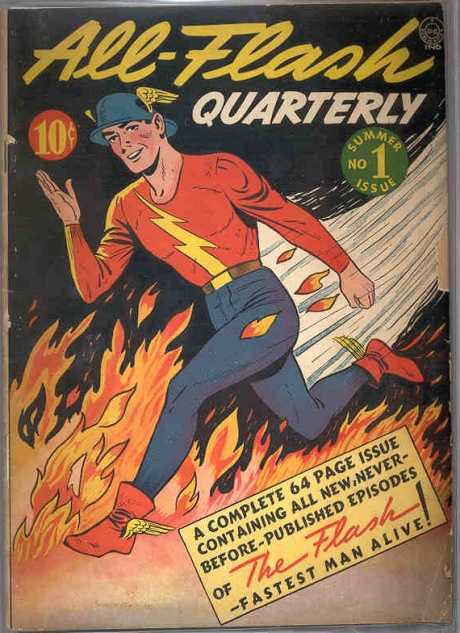 All-Flash
QUARTERLY
10¢
SUMMER
NO 1
ISSUE
A COMPLETE 64 PAGE ISSUE
CONTAINING ALL NEW, NEVER-
BEFORE-PUBLISHED EPISODES
OF The Flash
-FASTEST MAN ALIVE!